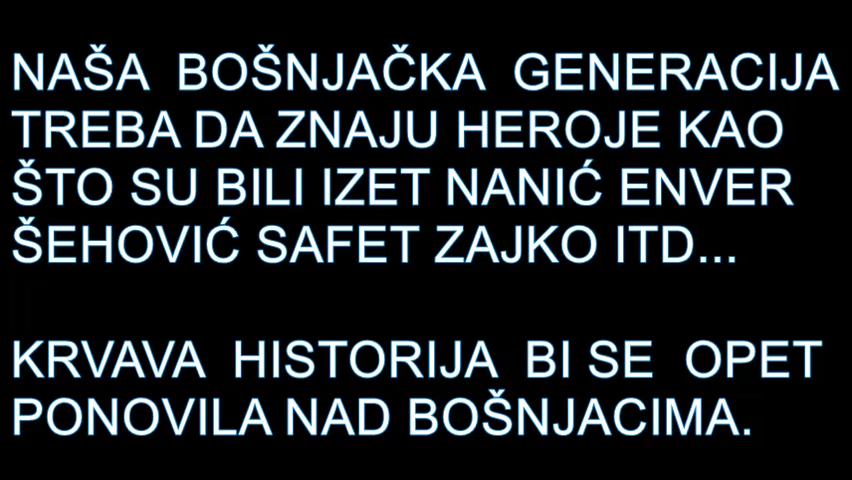 NAŠA BOŠNJAČKA GENERACIJA
TREBA DA ZNAJU HEROJE KAO
ŠTO SU BILI IZET NANIĆ ENVER
ŠEHOVIĆ SAFET ZAJKO ITD...
KRVAVA HISTORIJA BI SE OPET
PONOVILA NAD BOŠNJACIMA.